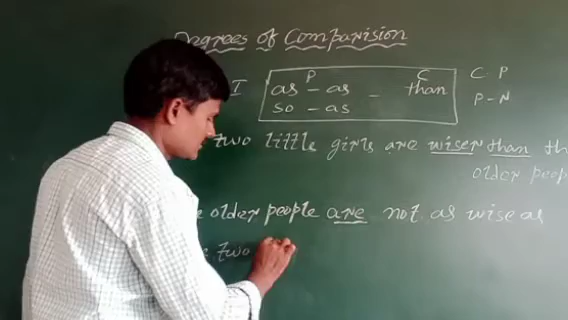 Degrees of Comparision
I as – as – than C P
P C
so – as P – N
two little girls are wiser than th
older peop
older people are not as wise as
two